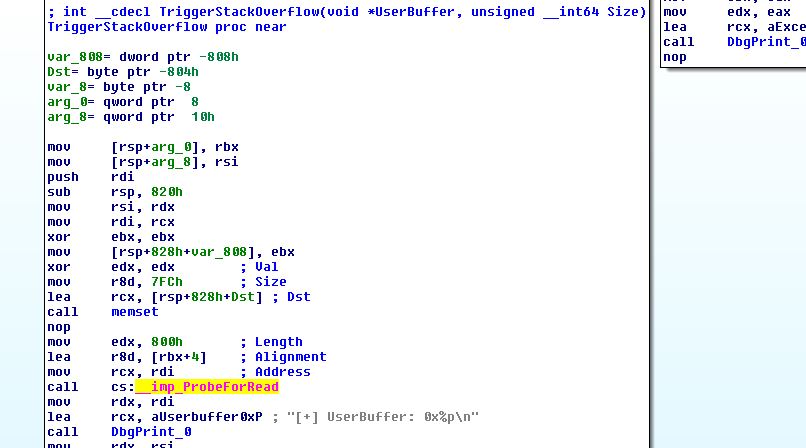 ; int __cdecl TriggerStackOverflow(void *UserBuffer, unsigned __int64 Size)
TriggerStackOverflow proc near
var_808= dword ptr -808h
Dst= byte ptr -804h
var_8= byte ptr -8
arg_0= qword ptr  8
arg_8= qword ptr  10h
mov     [rsp+arg_0], rbx
mov     [rsp+arg_8], rsi
push    rdi
sub     rsp, 820h
mov     rsi, rdx
mov     rdi, rcx
xor     ebx, ebx
mov     [rsp+828h+var_808], ebx
xor     edx, edx        ; Val
mov     r8d, 7FCh       ; Size
lea     rcx, [rsp+828h+Dst] ; Dst
call    memset
nop
mov     edx, 800h       ; Length
lea     r8d, [rbx+4]    ; Alignment
mov     rcx, rdi        ; Address
call    cs:__imp_ProbeForRead
mov     rdx, rdi
lea     rcx, aUserbuffer0xP ; "[+] UserBuffer: 0x%p\n"
call    DbgPrint_0
mov     rdx, rsi
mov     edx, eax
lea     rcx, aExce
call    DbgPrint_0
nop